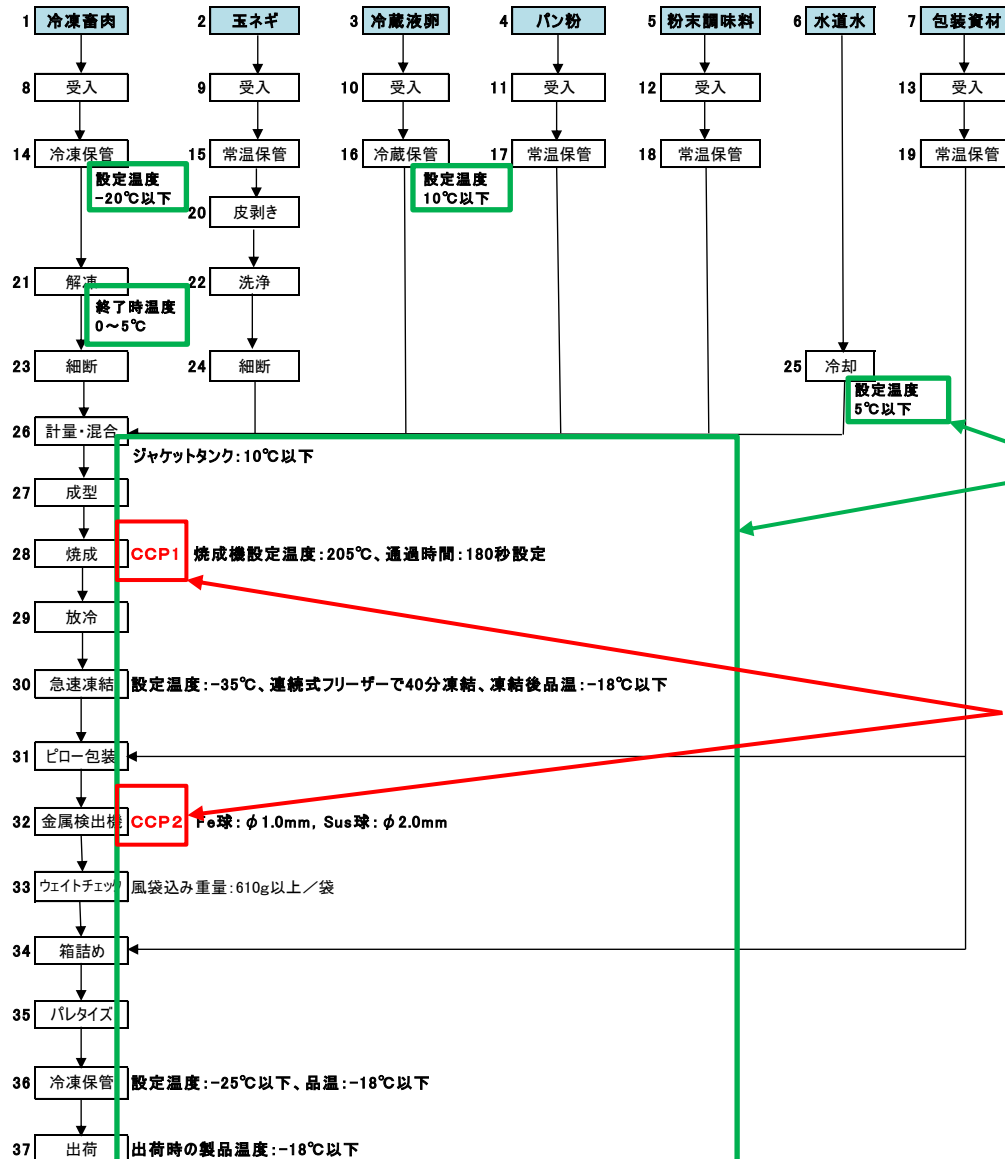 1 冷凍畜肉 2 玉ネギ 3 冷蔵液卵 4 パン粉 5 粉末調味料 6 水道水 7 包装資材
8 受入 9 受入 10 受入 11 受入 12 受入 13 受入
14 冷凍保管 15 常温保管 16 冷蔵保管 17 常温保管 18 常温保管 19 常温保管
設定温度 設定温度
-20℃以下 10℃以下
20 皮剥き
21 解凍 22 洗浄
終了時温度
0～5℃
23 細断 24 細断 25 冷却
設定温度
5℃以下
26 計量・混合
ジャケットタンク：10℃以下
27 成型
28 焼成 CCP1 焼成機設定温度：205℃、通過時間：180秒設定
29 放冷
30 急速凍結 設定温度：-35℃、連続式フリーザーで40分凍結、凍結後品温：-18℃以下
31 ピロー包装
32 金属検出機 CCP2 Fe球：φ1.0mm, Sus球：φ2.0mm
33 ウェイトチェック 風袋込み重量：610g以上／袋
34 箱詰め
35 パレタイズ
36 冷凍保管 設定温度：-25℃以下、品温：-18℃以下
37 出荷 出荷時の製品温度：-18℃以下